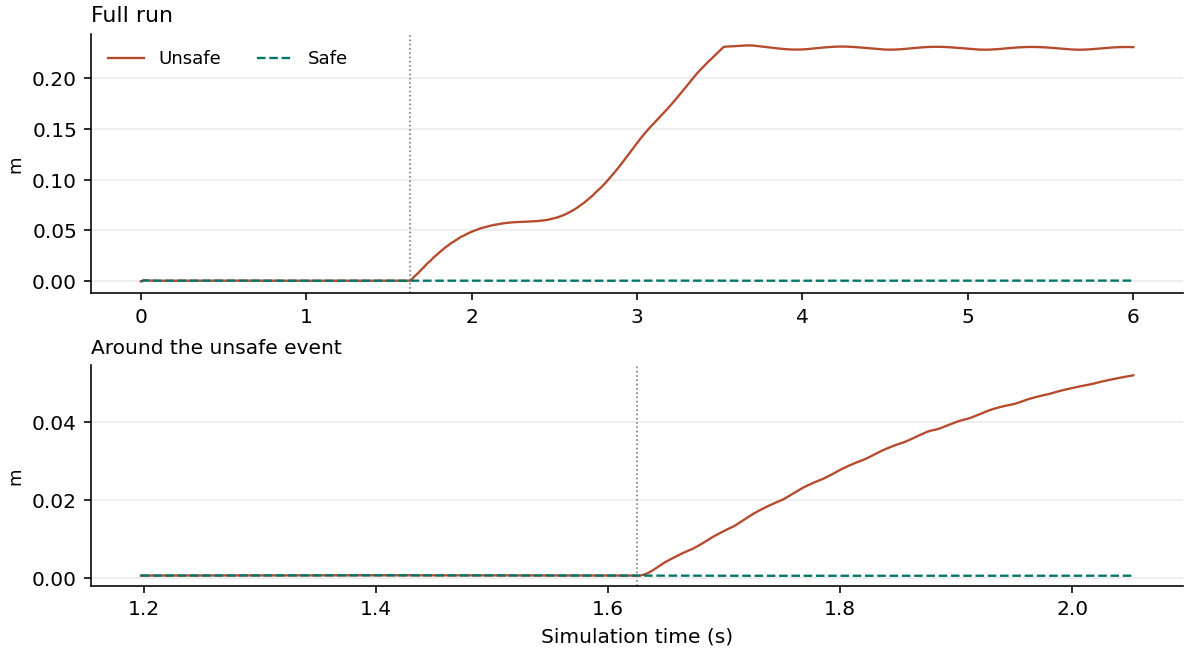 Full run
Unsafe Safe
0.20
0.15
m
0.10
0.05
0.00
0 1 2 3 4 5 6
Around the unsafe event
0.04
m
0.02
0.00
1.2 1.4 1.6 1.8 2.0
Simulation time (s)